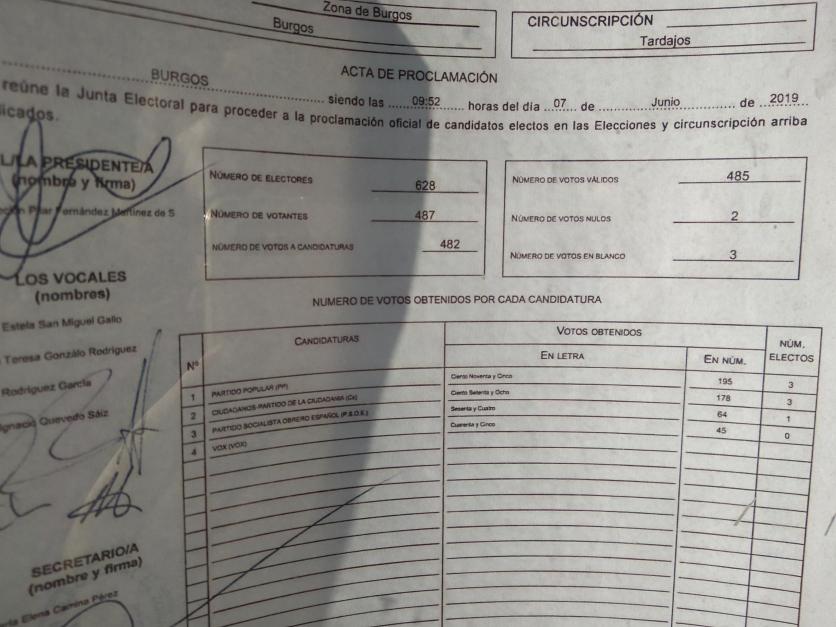 Zona de Burgos
Burgos
CIRCUNSCRIPCIÓN
Tardajos
ACTA DE PROCLAMACIÓN
BURGOS siendo las 09:52 horas del día 07 de Junio de 2019
reúne la Junta Electoral para proceder a la proclamación oficial de candidatos electos en las Elecciones y circunscripción arriba
licados.
L/LA PRESIDENTE/A
(nombre y firma)
Pilar Fernández Martínez de S
LOS VOCALES
(nombres)
Estela San Miguel Gallo
Teresa Gonzálo Rodríguez
Rodríguez García
Ignacio Quevedo Sáiz
SECRETARIO/A
(nombre y firma)
Elena Camina Pérez
NÚMERO DE ELECTORES 628
NÚMERO DE VOTANTES 487
NÚMERO DE VOTOS A CANDIDATURAS 482
NÚMERO DE VOTOS VÁLIDOS 485
NÚMERO DE VOTOS NULOS 2
NÚMERO DE VOTOS EN BLANCO 3
NUMERO DE VOTOS OBTENIDOS POR CADA CANDIDATURA
Nº CANDIDATURAS VOTOS OBTENIDOS NÚM. ELECTOS
EN LETRA EN NÚM.
1 PARTIDO POPULAR (PP) Ciento Noventa y Cinco 195 3
2 CIUDADANOS-PARTIDO DE LA CIUDADANÍA (Cs) Ciento Setenta y Ocho 178 3
3 PARTIDO SOCIALISTA OBRERO ESPAÑOL (P.S.O.E.) Sesenta y Cuatro 64 1
4 VOX (VOX) Cuarenta y Cinco 45 0